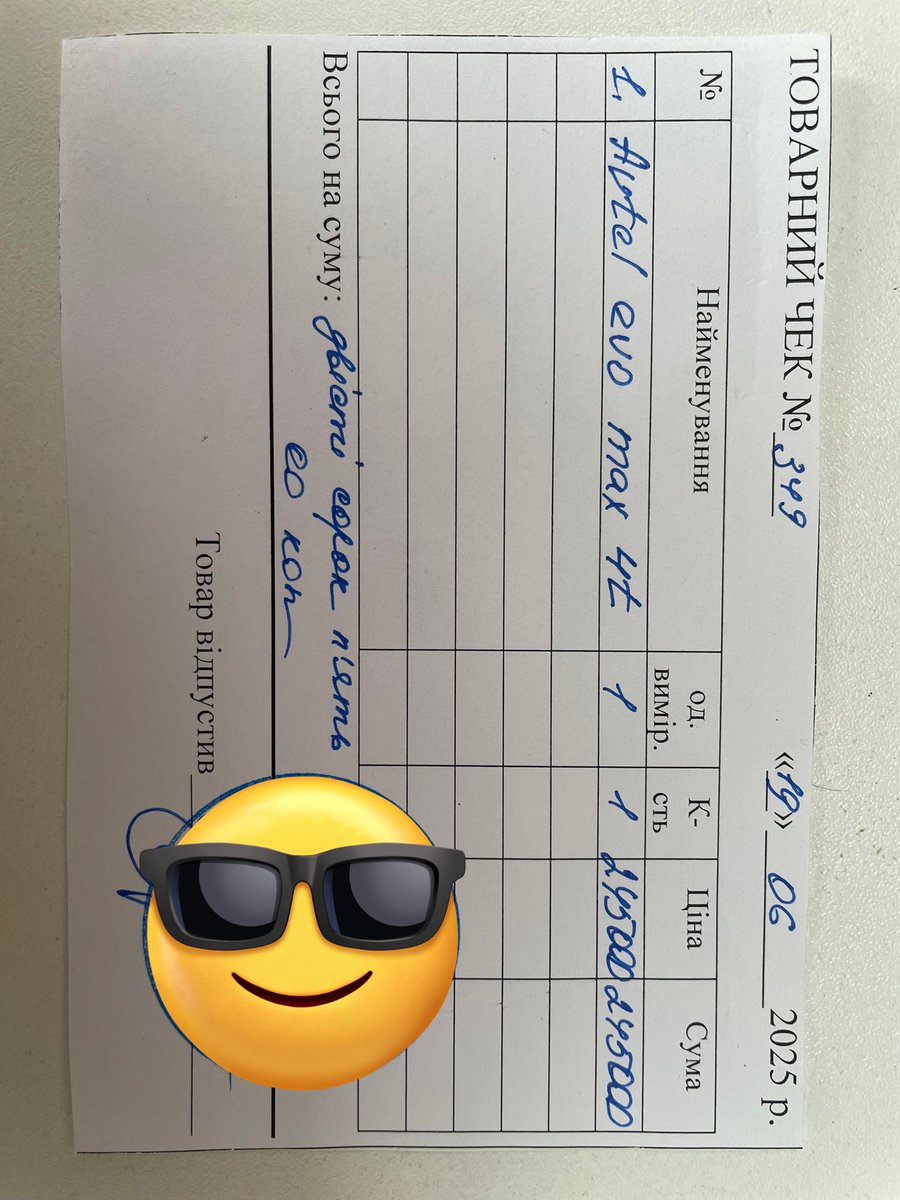 ТОВАРНИЙ ЧЕК № 349 «19» 06 2025 р.
№ Найменування од. вимір. К-сть Ціна Сума
1. Autel evo max 4t 1 1 245000 245000
Всього на суму: двісті сорок п'ять
00 коп
Товар відпустив